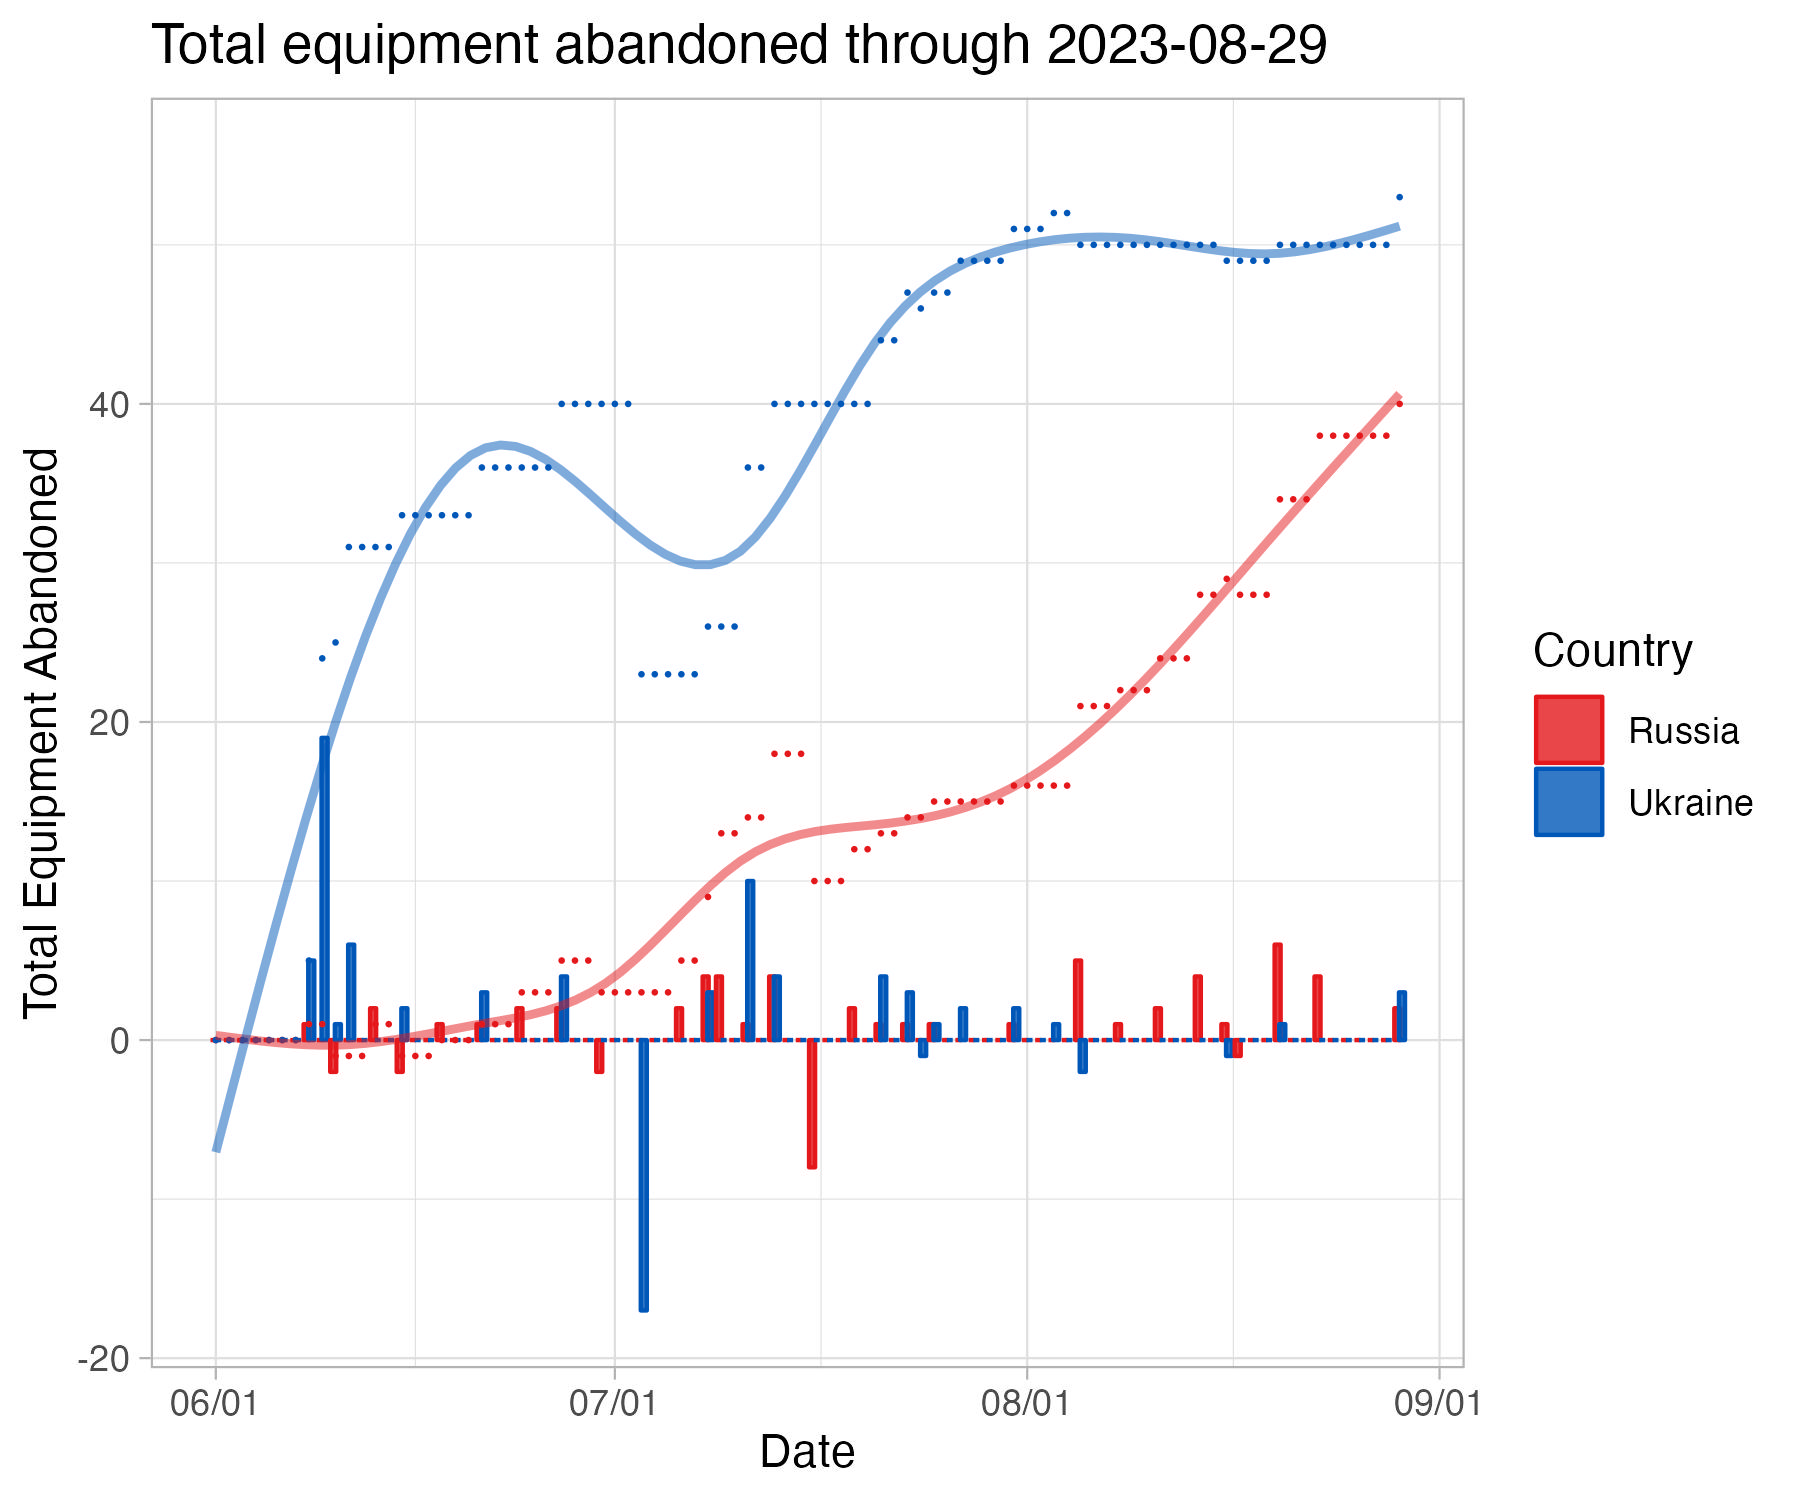 Total equipment abandoned through 2023-08-29
Total Equipment Abandoned
40
20
0
-20
06/01
07/01
08/01
09/01
Date
Country
Russia
Ukraine